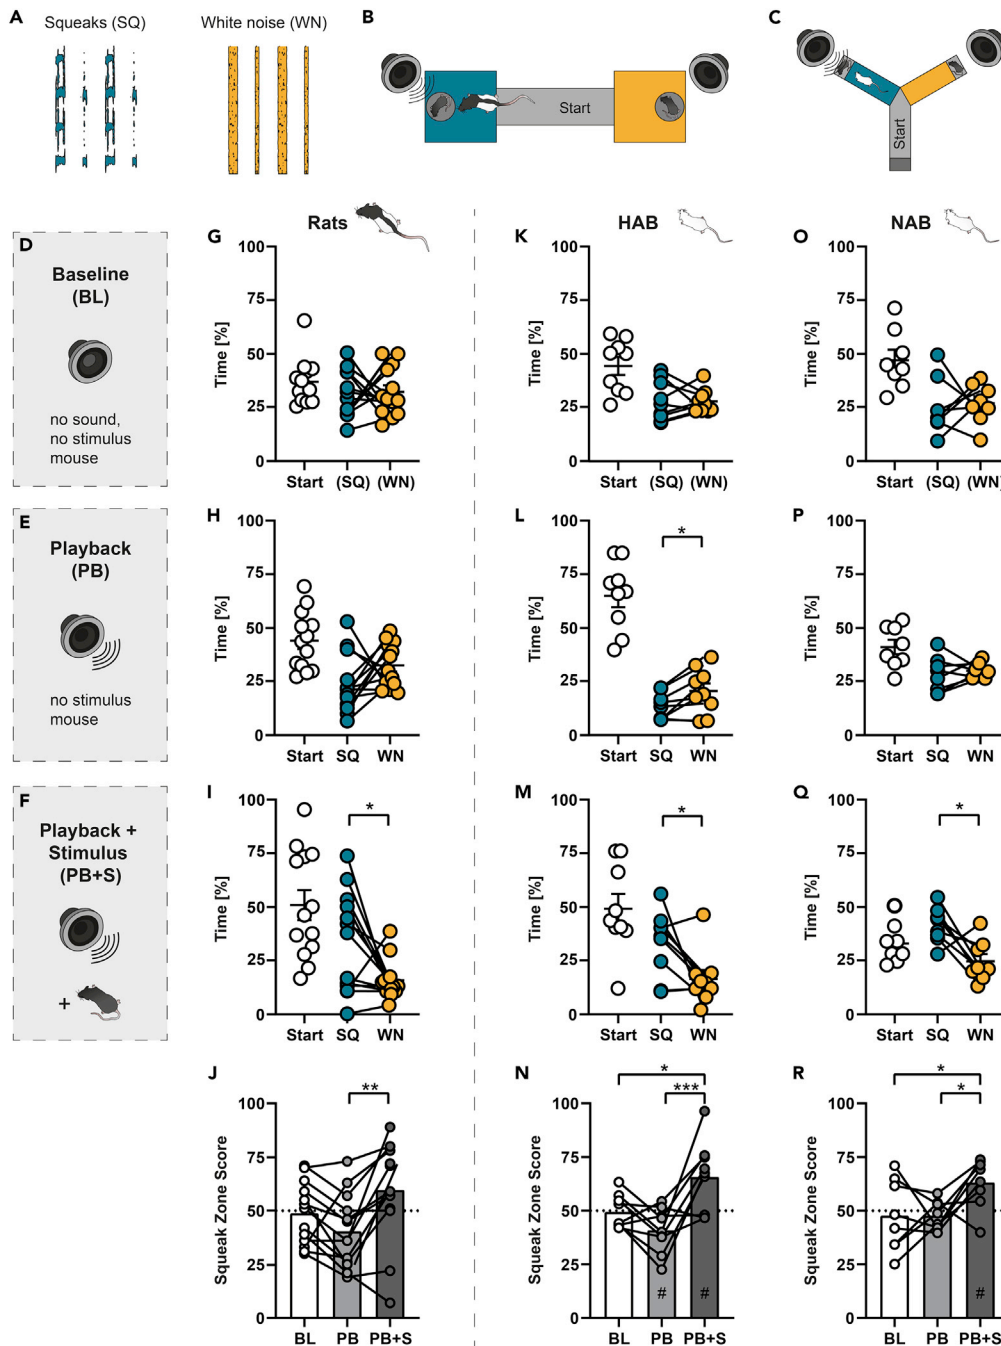 A
Squeaks (SQ)
White noise (WN)
B
Start
C
Start
D
Baseline
(BL)
no sound,
no stimulus
mouse
Rats
G
100
75
50
25
0
Time [%]
Start (SQ) (WN)
HAB
K
100
75
50
25
0
Time [%]
Start (SQ) (WN)
NAB
O
100
75
50
25
0
Time [%]
Start (SQ) (WN)
E
Playback
(PB)
no stimulus
mouse
H
100
75
50
25
0
Time [%]
Start SQ WN
L
100
75
50
25
0
Time [%]
*
Start SQ WN
P
100
75
50
25
0
Time [%]
Start SQ WN
F
Playback +
Stimulus
(PB+S)
+
I
100
75
50
25
0
Time [%]
*
Start SQ WN
M
100
75
50
25
0
Time [%]
*
Start SQ WN
Q
100
75
50
25
0
Time [%]
*
Start SQ WN
J
100
75
50
25
0
Squeak Zone Score
**
BL PB PB+S
N
100
75
50
25
0
Squeak Zone Score
*
***
# #
BL PB PB+S
R
100
75
50
25
0
Squeak Zone Score
*
*
#
BL PB PB+S